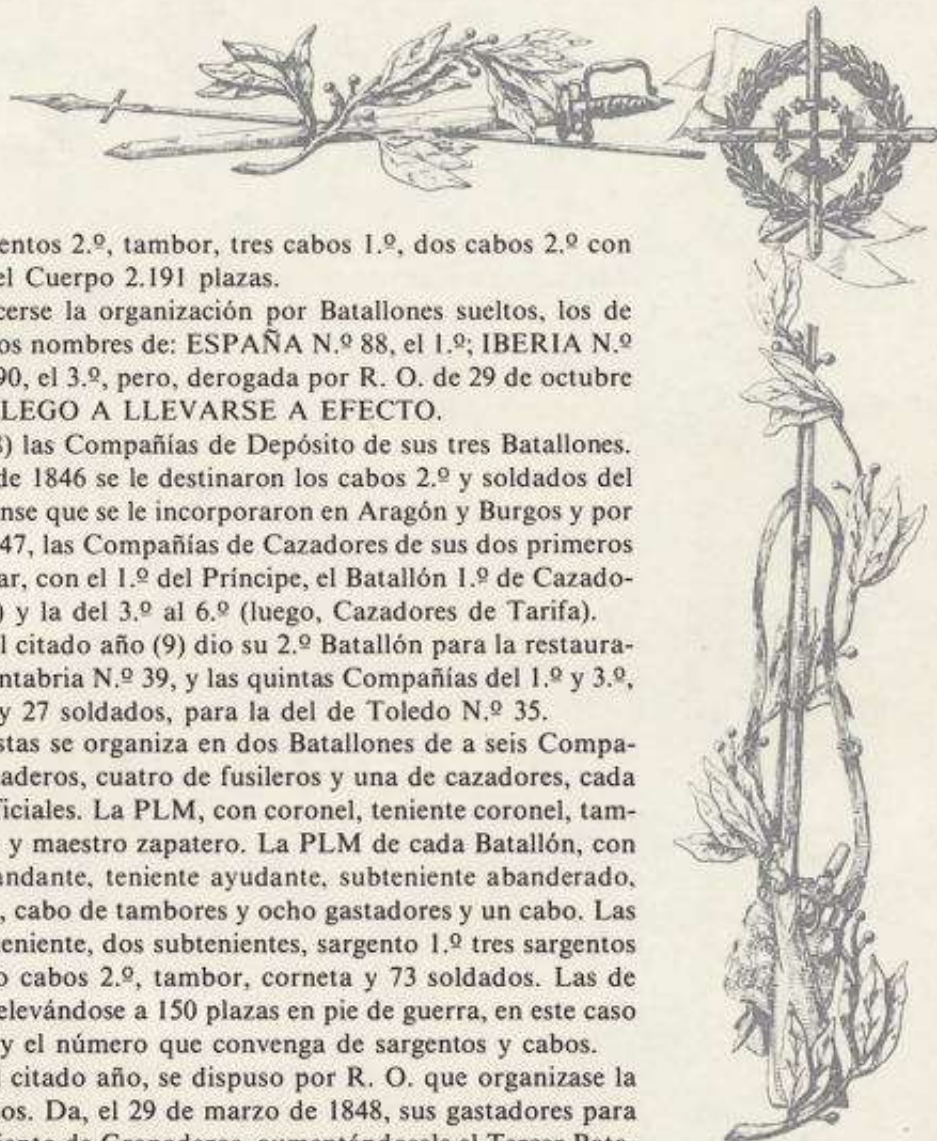 entos 2.º, tambor, tres cabos 1.º, dos cabos 2.º con
el Cuerpo 2.191 plazas.
cerse la organización por Batallones sueltos, los de
os nombres de: ESPAÑA N.º 88, el 1.º; IBERIA N.º
90, el 3.º, pero, derogada por R. O. de 29 de octubre
LEGO A LLEVARSE A EFECTO.
8) las Compañías de Depósito de sus tres Batallones.
de 1846 se le destinaron los cabos 2.º y soldados del
nse que se le incorporaron en Aragón y Burgos y por
47, las Compañías de Cazadores de sus dos primeros
ar, con el 1.º del Príncipe, el Batallón 1.º de Cazado-
) y la del 3.º al 6.º (luego, Cazadores de Tarifa).
l citado año (9) dio su 2.º Batallón para la restaura-
ntabria N.º 39, y las quintas Compañías del 1.º y 3.º,
y 27 soldados, para la del de Toledo N.º 35.
stas se organiza en dos Batallones de a seis Compa-
aderos, cuatro de fusileros y una de cazadores, cada
ficiales. La PLM, con coronel, teniente coronel, tam-
y maestro zapatero. La PLM de cada Batallón, con
andante, teniente ayudante, subteniente abanderado,
, cabo de tambores y ocho gastadores y un cabo. Las
eniente, dos subtenientes, sargento 1.º tres sargentos
o cabos 2.º, tambor, corneta y 73 soldados. Las de
elevándose a 150 plazas en pie de guerra, en este caso
y el número que convenga de sargentos y cabos.
l citado año, se dispuso por R. O. que organizase la
os. Da, el 29 de marzo de 1848, sus gastadores para
iento de Granaderos, aumentándosele el Tercer Bata-